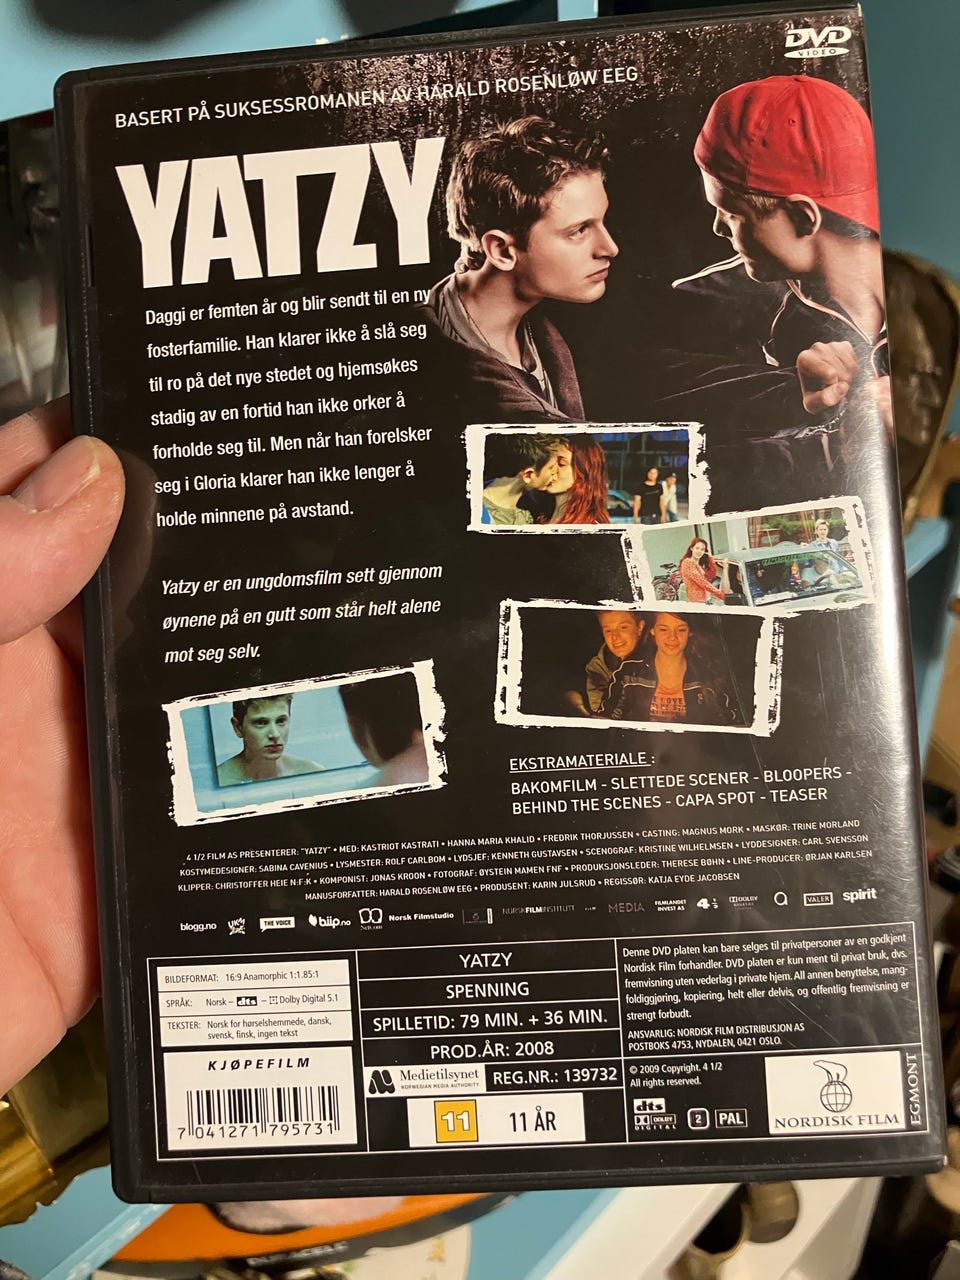 DVD
VIDEO
BASERT PÅ SUKSESSROMANEN AV HARALD ROSENLØW EEG
YATZY
Daggi er femten år og blir sendt til en ny
fosterfamilie. Han klarer ikke å slå seg
til ro på det nye stedet og hjemsøkes
stadig av en fortid han ikke orker å
forholde seg til. Men når han forelsker
seg i Gloria klarer han ikke lenger å
holde minnene på avstand.
Yatzy er en ungdomsfilm sett gjennom
øynene på en gutt som står helt alene
mot seg selv.
EKSTRAMATERIALE :
BAKOMFILM - SLETTEDE SCENER - BLOOPERS -
BEHIND THE SCENES - CAPA SPOT - TEASER
4 1/2 FILM AS PRESENTERER: "YATZY" • MED: KASTRIOT KASTRATI • HANNA MARIA KHALID • FREDRIK THORJUSSEN • CASTING: MAGNUS MORK • MASKØR: TRINE MORLAND
KOSTYMEDESIGNER: SABINA CAVENIUS • LYSMESTER: ROLF CARLBOM • LYDSJEF: KENNETH GUSTAVSEN • SCENOGRAF: KRISTINE WILHELMSEN • LYDDESIGNER: CARL SVENSSON
KLIPPER: CHRISTOFFER HEIE N:F:K • KOMPONIST: JONAS KROON • FOTOGRAF: ØYSTEIN MAMEN FNF • PRODUKSJONSLEDER: THERESE BØHN • LINE-PRODUCER: ØRJAN KARLSEN
MANUSFORFATTER: HARALD ROSENLØW EEG • PRODUSENT: KARIN JULSRUD • REGISSØR: KATJA EYDE JACOBSEN
blogg.no UKM THE VOICE biip.no Norsk Filmstudio NORSK FILMINSTITUTT MEDIA FILMLANDET INVEST AS 4½ DOLBY VALER spirit
BILDEFORMAT: 16:9 Anamorphic 1:1.85:1
SPRÅK: Norsk – dts – Dolby Digital 5.1
TEKSTER: Norsk for hørselshemmede, dansk,
svensk, finsk, ingen tekst
KJØPEFILM
7 041271 795731
YATZY
SPENNING
SPILLETID: 79 MIN. + 36 MIN.
PROD.ÅR: 2008
Medietilsynet
NORWEGIAN MEDIA AUTHORITY
REG.NR.: 139732
11 11 ÅR
Denne DVD platen kan bare selges til privatpersoner av en godkjent
Nordisk Film forhandler. DVD platen er kun ment til privat bruk, dvs.
fremvisning uten vederlag i private hjem. All annen benyttelse, mang-
foldiggjøring, kopiering, helt eller delvis, og offentlig fremvisning er
strengt forbudt.
ANSVARLIG: NORDISK FILM DISTRIBUSJON AS
POSTBOKS 4753, NYDALEN, 0421 OSLO.
© 2009 Copyright. 4 1/2
All rights reserved.
dts
DOLBY
DIGITAL
2 PAL
NORDISK FILM
EGMONT